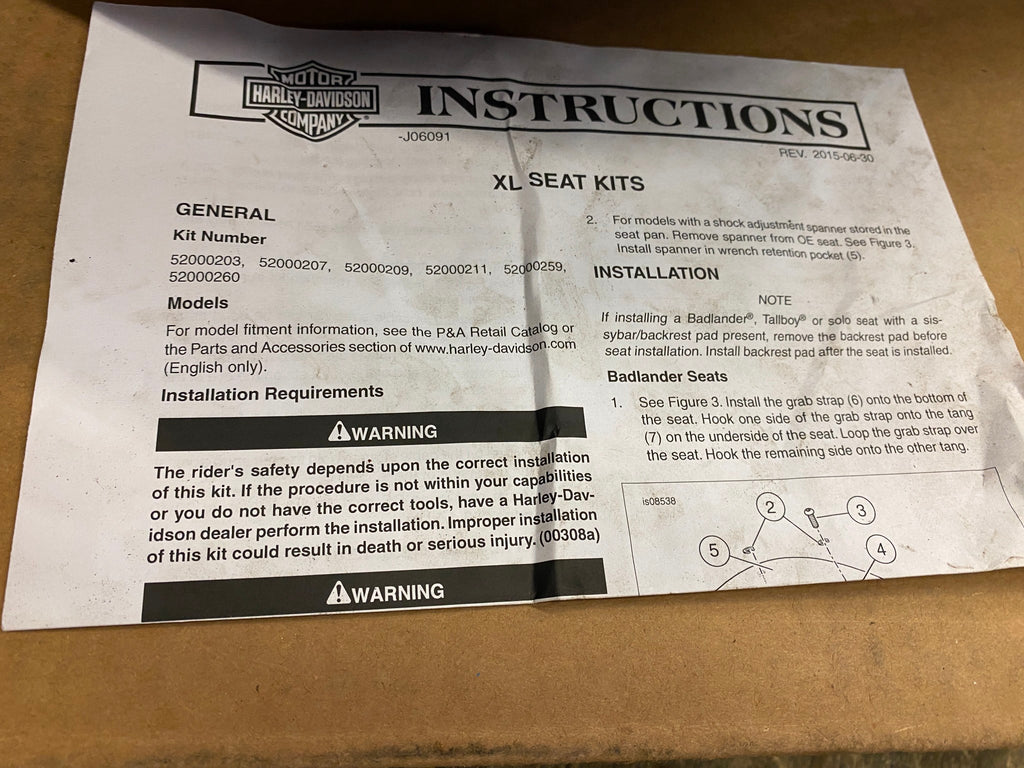 MOTOR
HARLEY-DAVIDSON
COMPANY
®
INSTRUCTIONS
-J06091
REV. 2015-06-30
XL SEAT KITS
GENERAL
Kit Number
52000203, 52000207, 52000209, 52000211, 52000259,
52000260
Models
For model fitment information, see the P&A Retail Catalog or
the Parts and Accessories section of www.harley-davidson.com
(English only).
Installation Requirements
⚠WARNING
The rider's safety depends upon the correct installation
of this kit. If the procedure is not within your capabilities
or you do not have the correct tools, have a Harley-Dav-
idson dealer perform the installation. Improper installation
of this kit could result in death or serious injury. (00308a)
⚠WARNING
2. For models with a shock adjustment spanner stored in the
seat pan. Remove spanner from OE seat. See Figure 3.
Install spanner in wrench retention pocket (5).
INSTALLATION
NOTE
If installing a Badlander®, Tallboy® or solo seat with a sis-
sybar/backrest pad present, remove the backrest pad before
seat installation. Install backrest pad after the seat is installed.
Badlander Seats
1. See Figure 3. Install the grab strap (6) onto the bottom of
the seat. Hook one side of the grab strap onto the tang
(7) on the underside of the seat. Loop the grab strap over
the seat. Hook the remaining side onto the other tang.
is08538
2
3
5
4